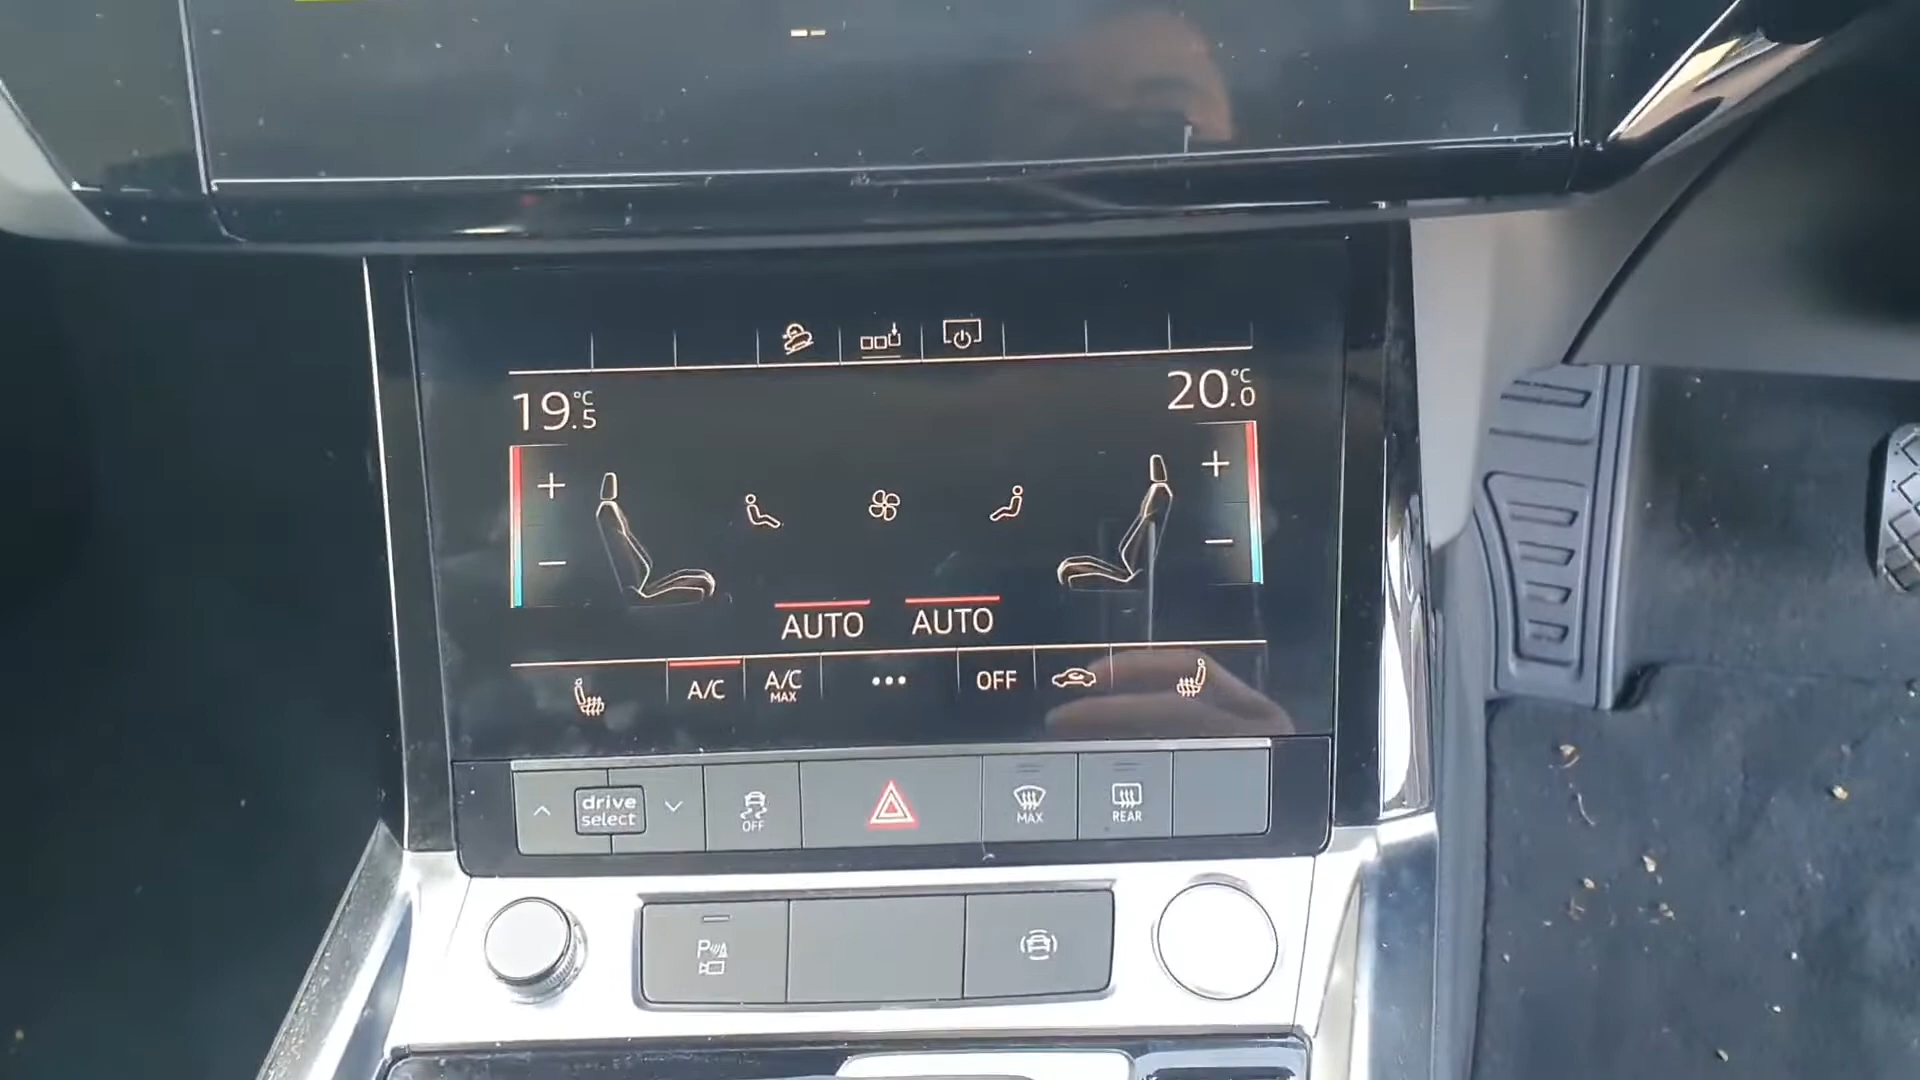 19.5 °C
20.0 °C
+
+
−
−
AUTO AUTO
A/C
A/C MAX
•••
OFF
drive select
OFF
MAX
REAR
P